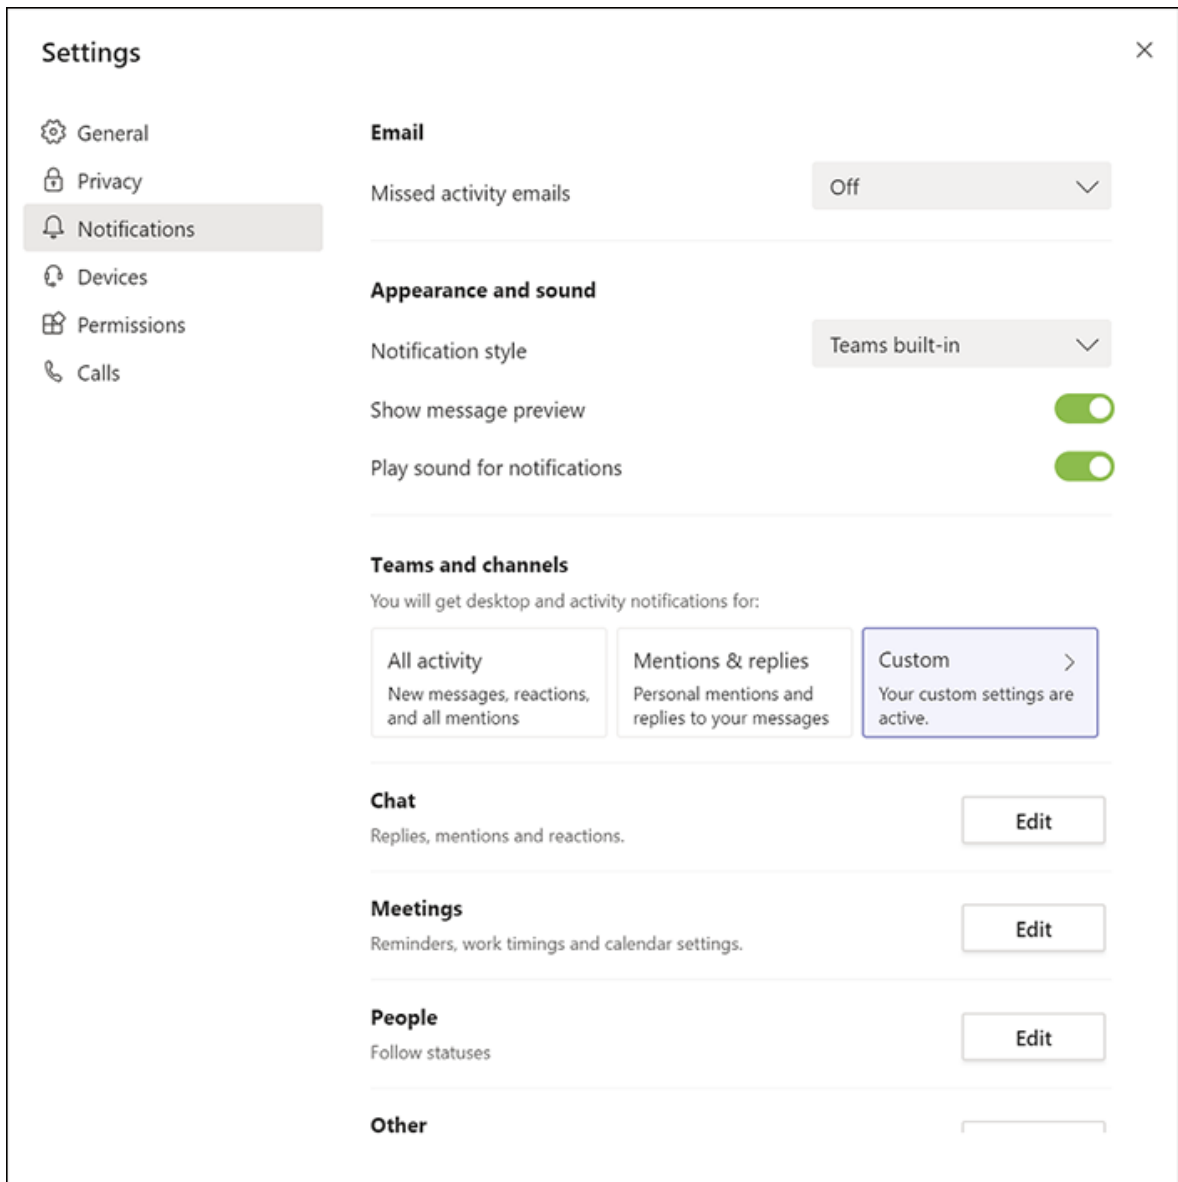 Settings
General
Privacy
Notifications
Devices
Permissions
Calls
Email
Missed activity emails
Off
Appearance and sound
Notification style
Teams built-in
Show message preview
Play sound for notifications
Teams and channels
You will get desktop and activity notifications for:
All activity
New messages, reactions,
and all mentions
Mentions & replies
Personal mentions and
replies to your messages
Custom
Your custom settings are
active.
Chat
Replies, mentions and reactions.
Edit
Meetings
Reminders, work timings and calendar settings.
Edit
People
Follow statuses
Edit
Other